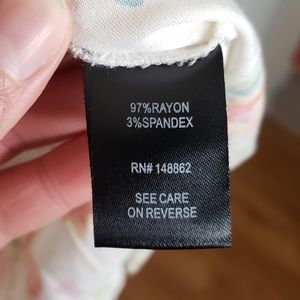 97%RAYON
3%SPANDEX
RN# 148862
SEE CARE
ON REVERSE